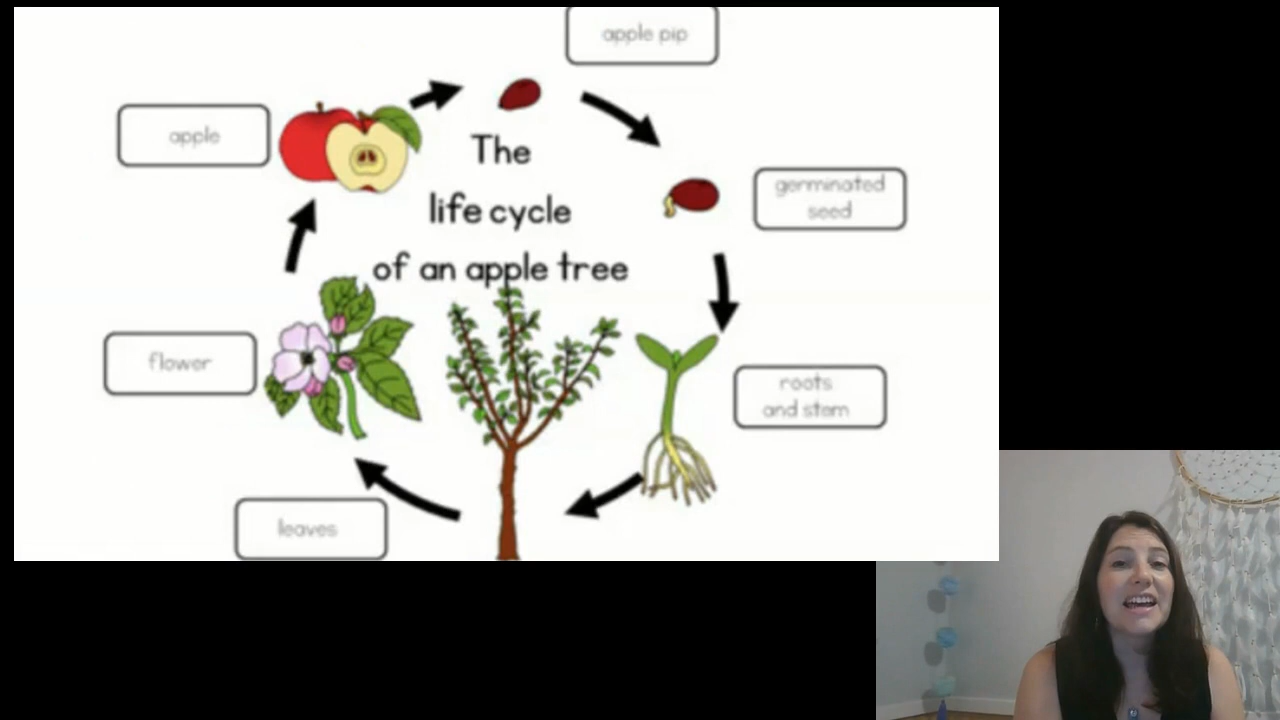 apple pip
apple
The
life cycle
of an apple tree
germinated
seed
flower
roots
and stem
leaves